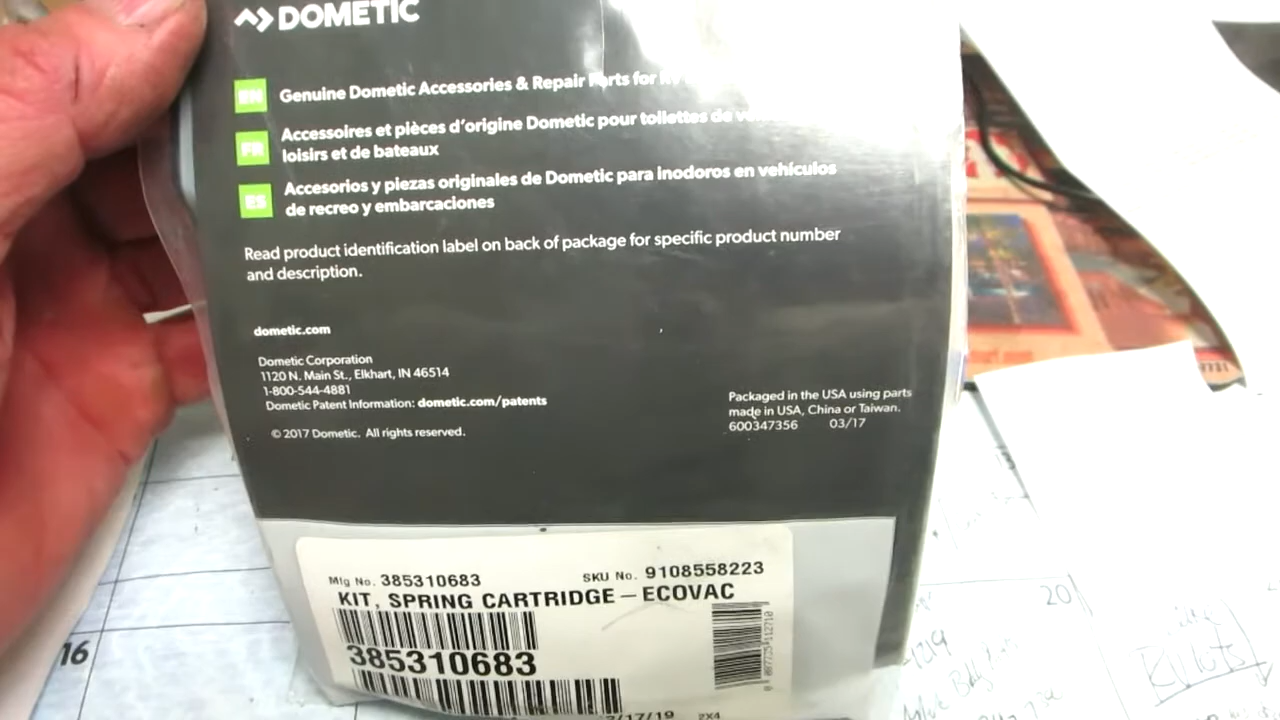 DOMETIC
EN Genuine Dometic Accessories & Repair Parts for
FR Accessoires et pièces d'origine Dometic pour toilettes de
loisirs et de bateaux
ES Accesorios y piezas originales de Dometic para inodoros en vehículos
de recreo y embarcaciones
Read product identification label on back of package for specific product number
and description.
dometic.com
Dometic Corporation
1120 N. Main St., Elkhart, IN 46514
1-800-544-4881
Dometic Patent Information: dometic.com/patents
© 2017 Dometic. All rights reserved.
Packaged in the USA using parts
made in USA, China or Taiwan.
600347356 03/17
Mfg No. 385310683 SKU No. 9108558223
KIT, SPRING CARTRIDGE – ECOVAC
385310683
/17/19 2X4
16
20